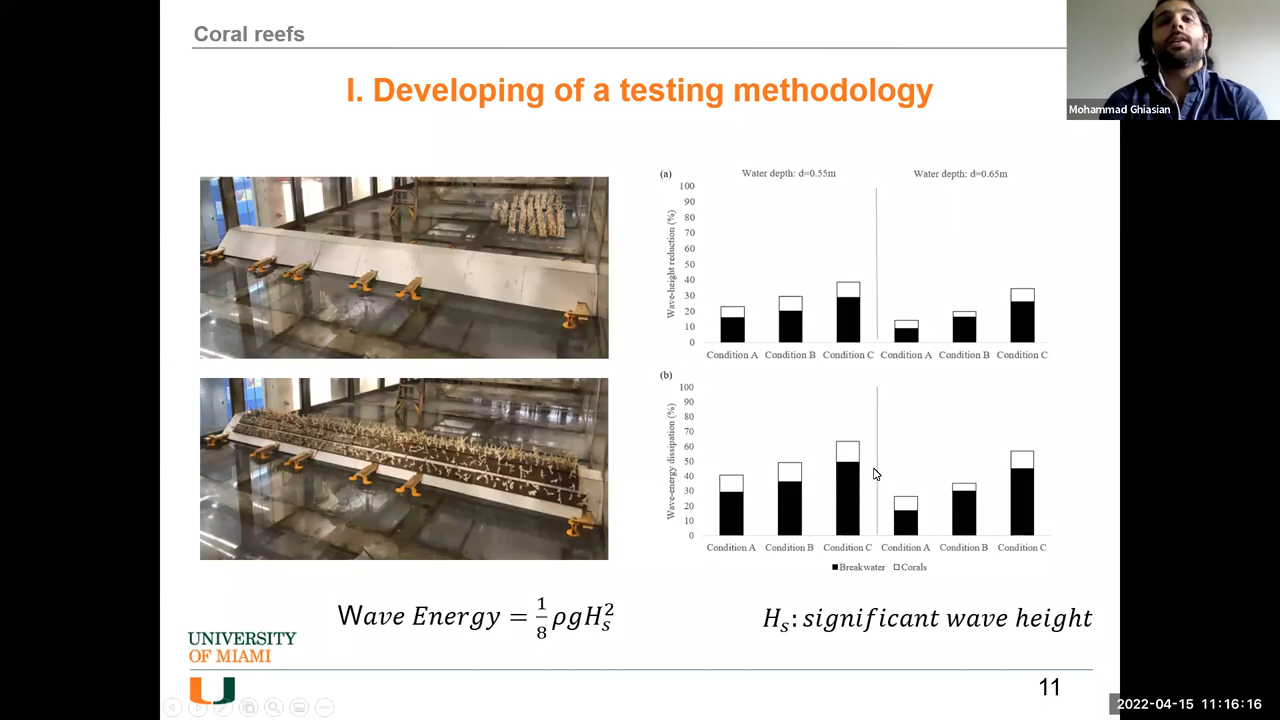 Coral reefs
I. Developing of a testing methodology
Mohammad Ghiasian
(a)
Water depth: d=0.55m
Water depth: d=0.65m
Wave-height reduction (%)
100
90
80
70
60
50
40
30
20
10
0
Condition A Condition B Condition C Condition A Condition B Condition C
(b)
Wave-energy dissipation (%)
100
90
80
70
60
50
40
30
20
10
0
Condition A Condition B Condition C Condition A Condition B Condition C
■Breakwater □Corals
Wave Energy = 1/8 ρgH_s^2
H_s: significant wave height
UNIVERSITY
OF MIAMI
11
2022-04-15 11:16:16